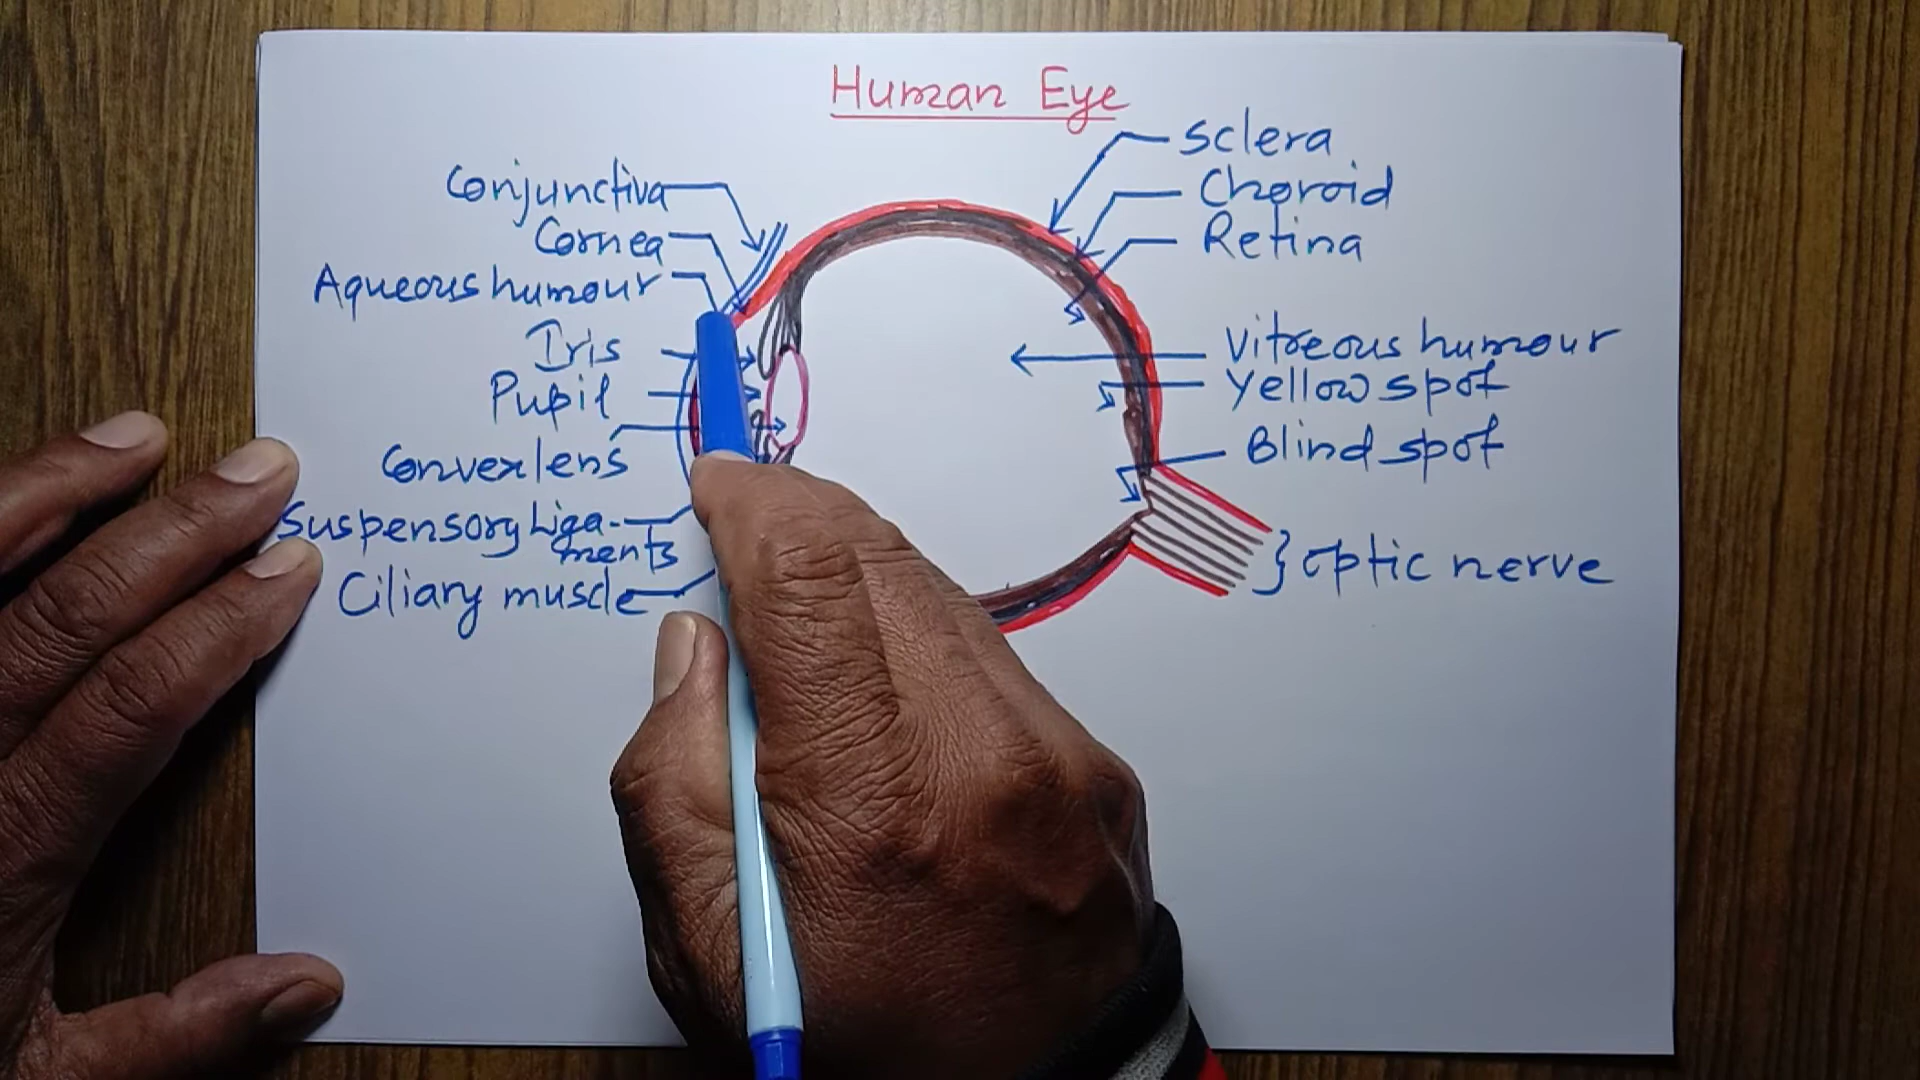 Human Eye
Conjunctiva
Cornea
Aqueous humour
Iris
Pupil
Convex lens
Suspensory Liga-
ments
Ciliary muscle
Sclera
Choroid
Retina
Vitreous humour
Yellow spot
Blind spot
optic nerve